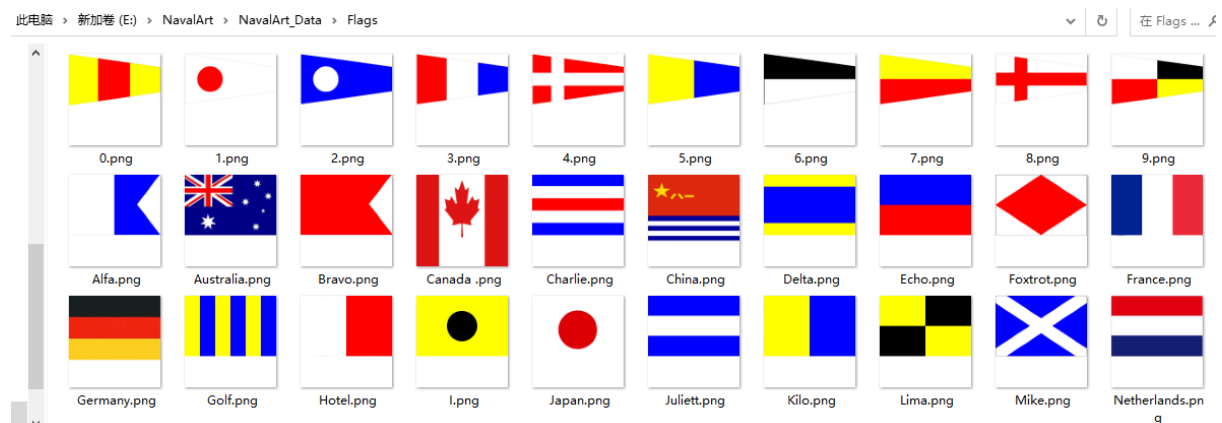 此电脑 > 新加卷 (E:) > NavalArt > NavalArt_Data > Flags
在 Flags ...
0.png
1.png
2.png
3.png
4.png
5.png
6.png
7.png
8.png
9.png
Alfa.png
Australia.png
Bravo.png
Canada .png
Charlie.png
China.png
Delta.png
Echo.png
Foxtrot.png
France.png
Germany.png
Golf.png
Hotel.png
I.png
Japan.png
Juliett.png
Kilo.png
Lima.png
Mike.png
Netherlands.pn
g